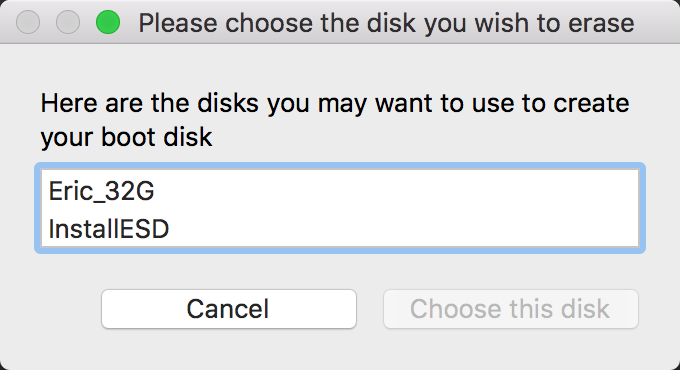 Please choose the disk you wish to erase
Here are the disks you may want to use to create
your boot disk
Eric_32G
InstallESD
Cancel
Choose this disk